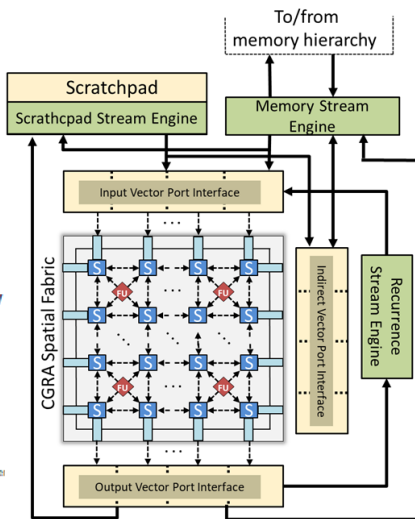 To/from
memory hierarchy
Scratchpad
Scrathcpad Stream Engine
Memory Stream
Engine
Input Vector Port Interface
...
CGRA Spatial Fabric
S S S S
FU FU
S S S S
... ...
S S S S
FU FU
S S S S
...
Indirect Vector Port Interface
Recurrence
Stream Engine
Output Vector Port Interface